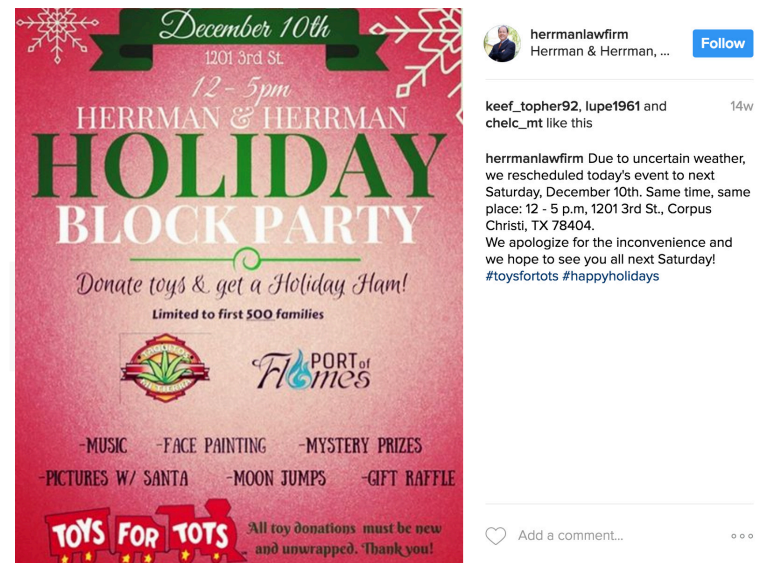 December 10th
1201 3rd St.
12 - 5pm
HERRMAN & HERRMAN
HOLIDAY
BLOCK PARTY
Donate toys & get a Holiday Ham!
Limited to first 500 families
PORT of
Flames
-MUSIC -FACE PAINTING -MYSTERY PRIZES
-PICTURES W/ SANTA -MOON JUMPS -GIFT RAFFLE
TOYS FOR TOTS
All toy donations must be new
and unwrapped. Thank you!
herrmanlawfirm
Herrman & Herrman, ...
Follow
keef_topher92, lupe1961 and
chelc_mt like this
14w
herrmanlawfirm Due to uncertain weather,
we rescheduled today's event to next
Saturday, December 10th. Same time, same
place: 12 - 5 p.m, 1201 3rd St., Corpus
Christi, TX 78404.
We apologize for the inconvenience and
we hope to see you all next Saturday!
#toysfortots #happyholidays
Add a comment...